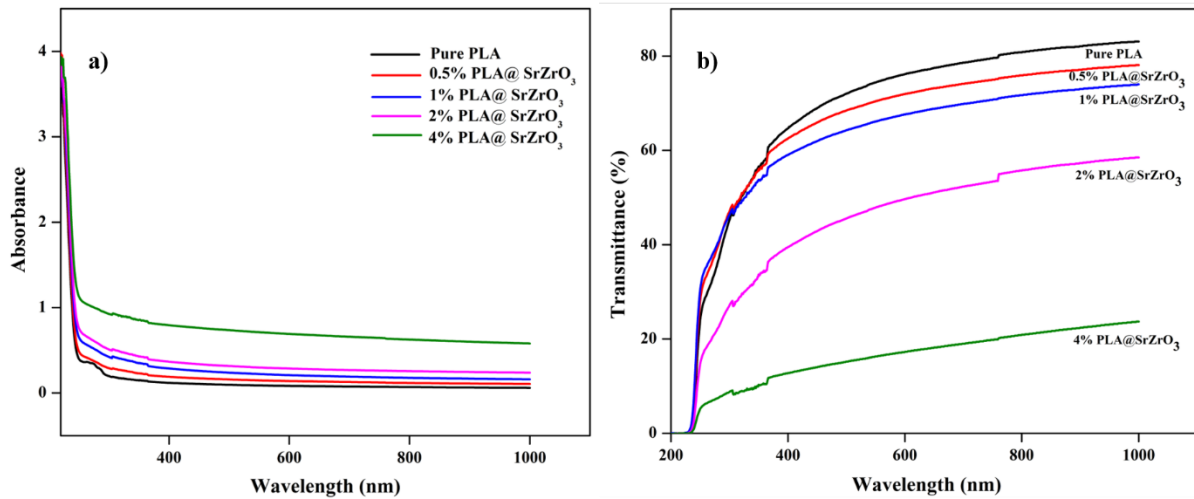 a)
Pure PLA
0.5% PLA@ SrZrO₃
1% PLA@ SrZrO₃
2% PLA@ SrZrO₃
4% PLA@ SrZrO₃
4
3
2
1
0
Absorbance
400 600 800 1000
Wavelength (nm)
b)
Pure PLA
0.5% PLA@SrZrO₃
1% PLA@SrZrO₃
2% PLA@SrZrO₃
4% PLA@SrZrO₃
80
60
40
20
0
Transmittance (%)
200 400 600 800 1000
Wavelength (nm)